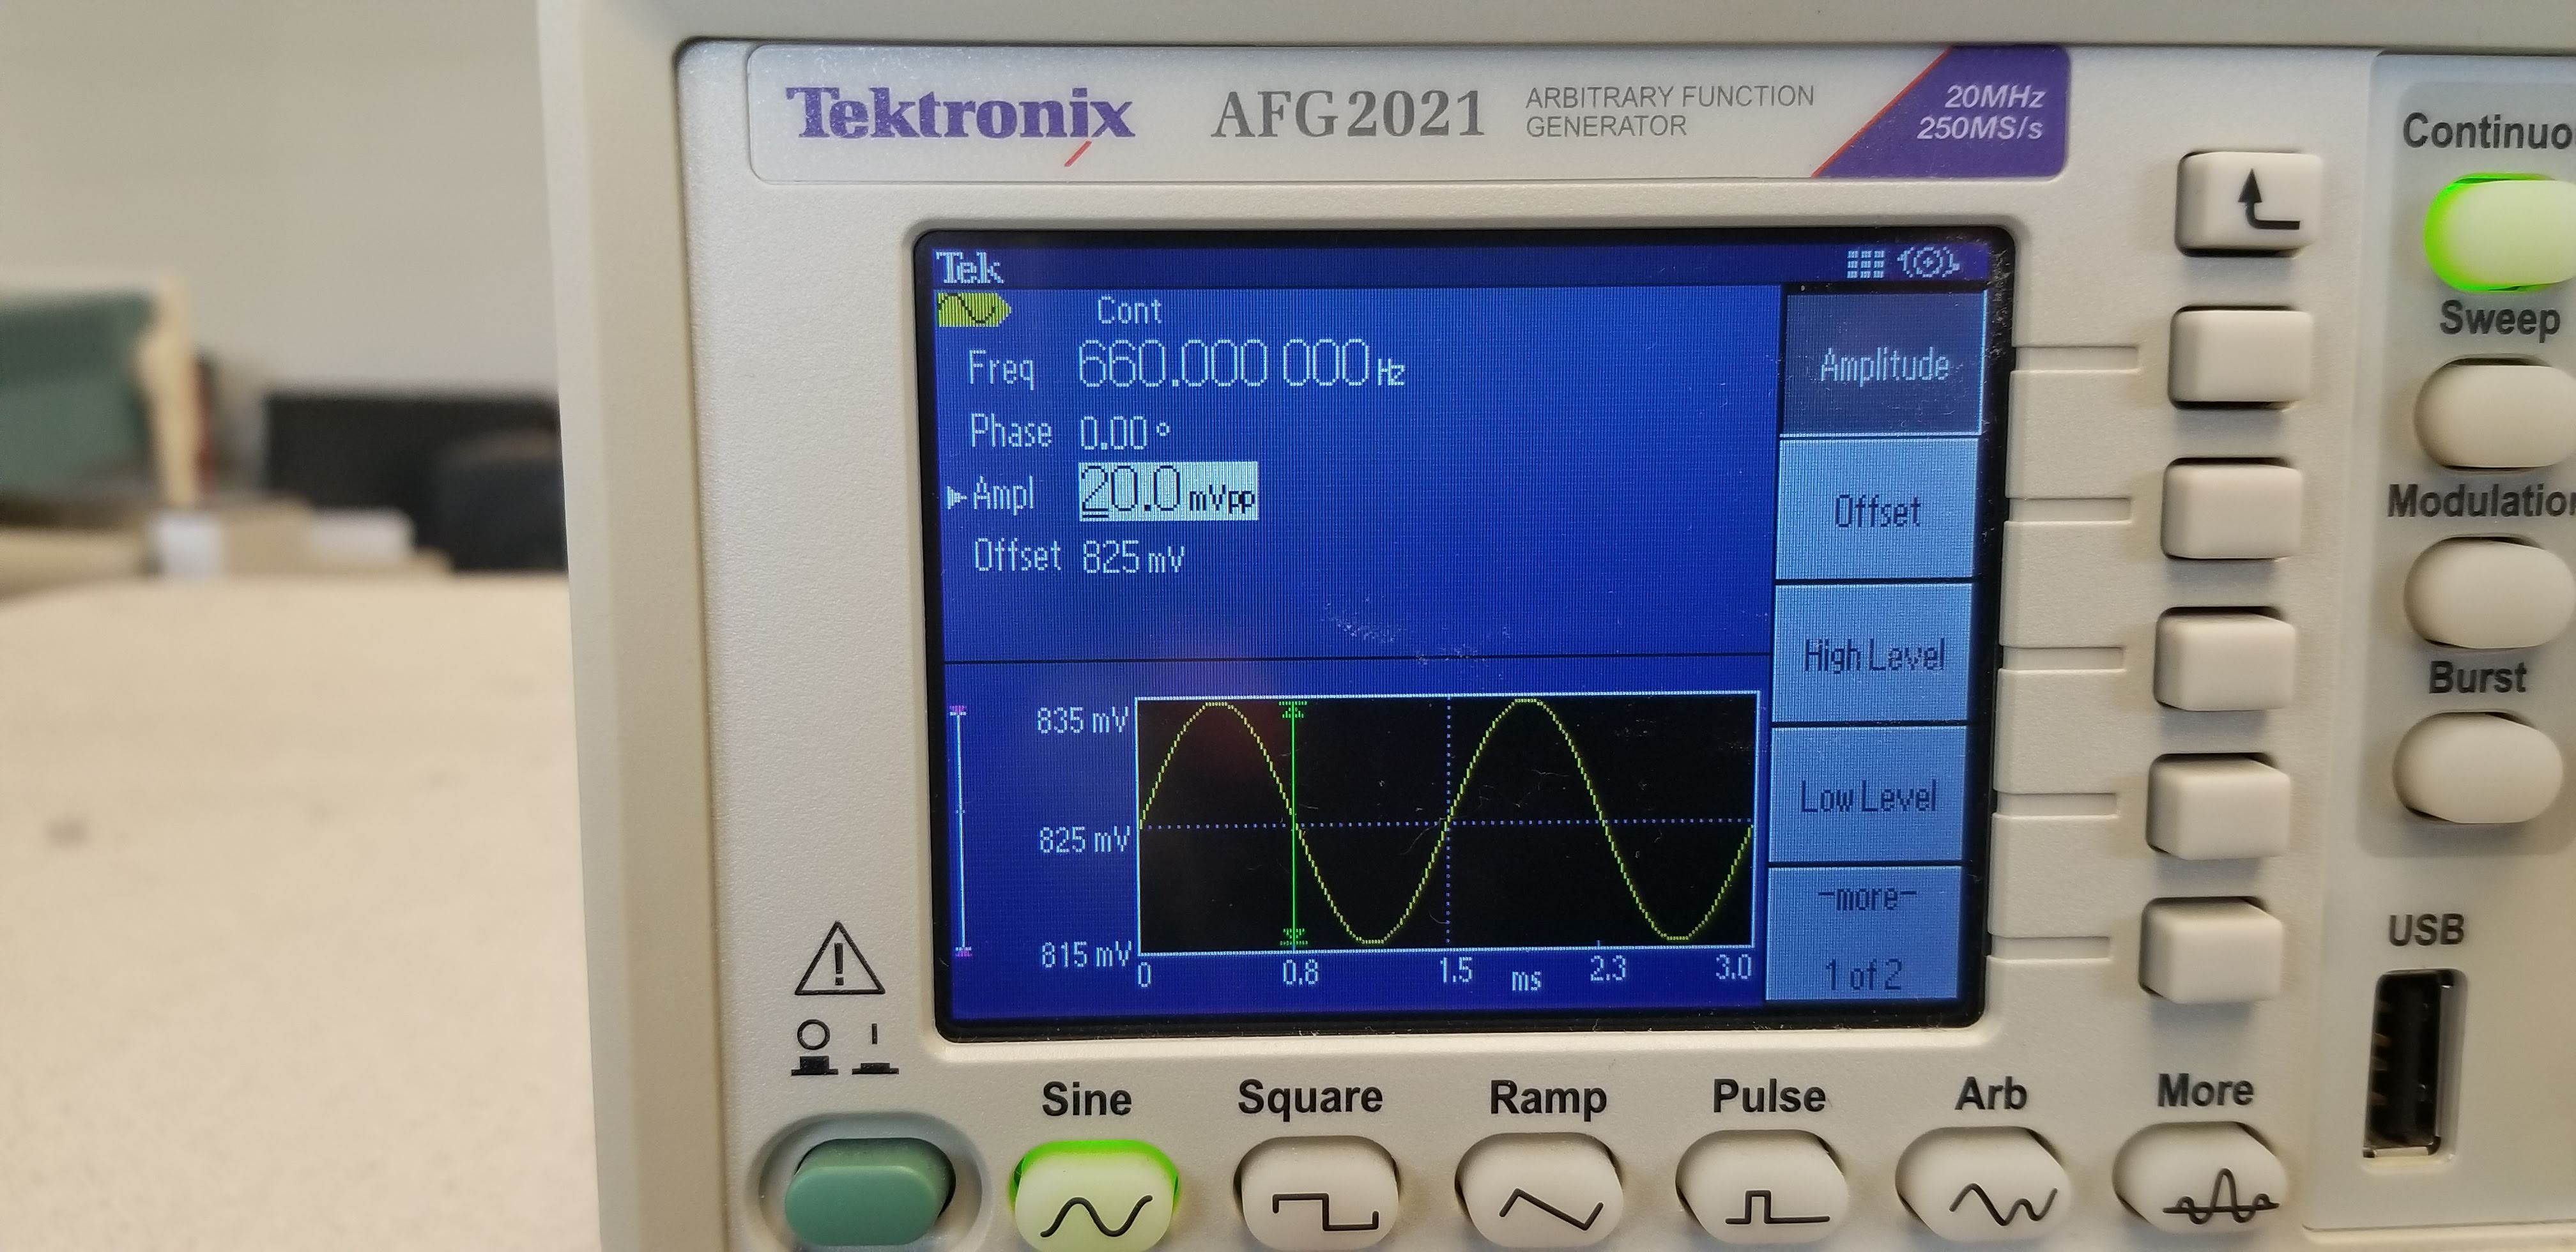 Tektronix AFG2021 ARBITRARY FUNCTION GENERATOR
20MHz
250MS/s
Tek
Cont
Freq 660.000 000 Hz
Phase 0.00°
Ampl 20.0 mVpp
Offset 825 mV
Amplitude
Offset
High Level
Low Level
-more-
1 of 2
835 mV
825 mV
815 mV
0 0.8 1.5 ms 2.3 3.0
Continuo
Sweep
Modulation
Burst
USB
Sine Square Ramp Pulse Arb More